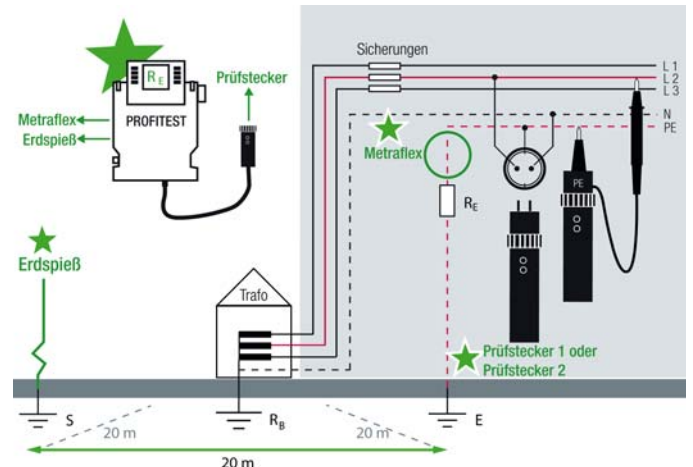 R E
PROFITEST
Prüfstecker
Metraflex
Erdspieß
Sicherungen
L 1
L 2
L 3
N
PE
Metraflex
R E
PE
Erdspieß
Trafo
Prüfstecker 1 oder
Prüfstecker 2
S
R B
E
20 m
20 m
20 m